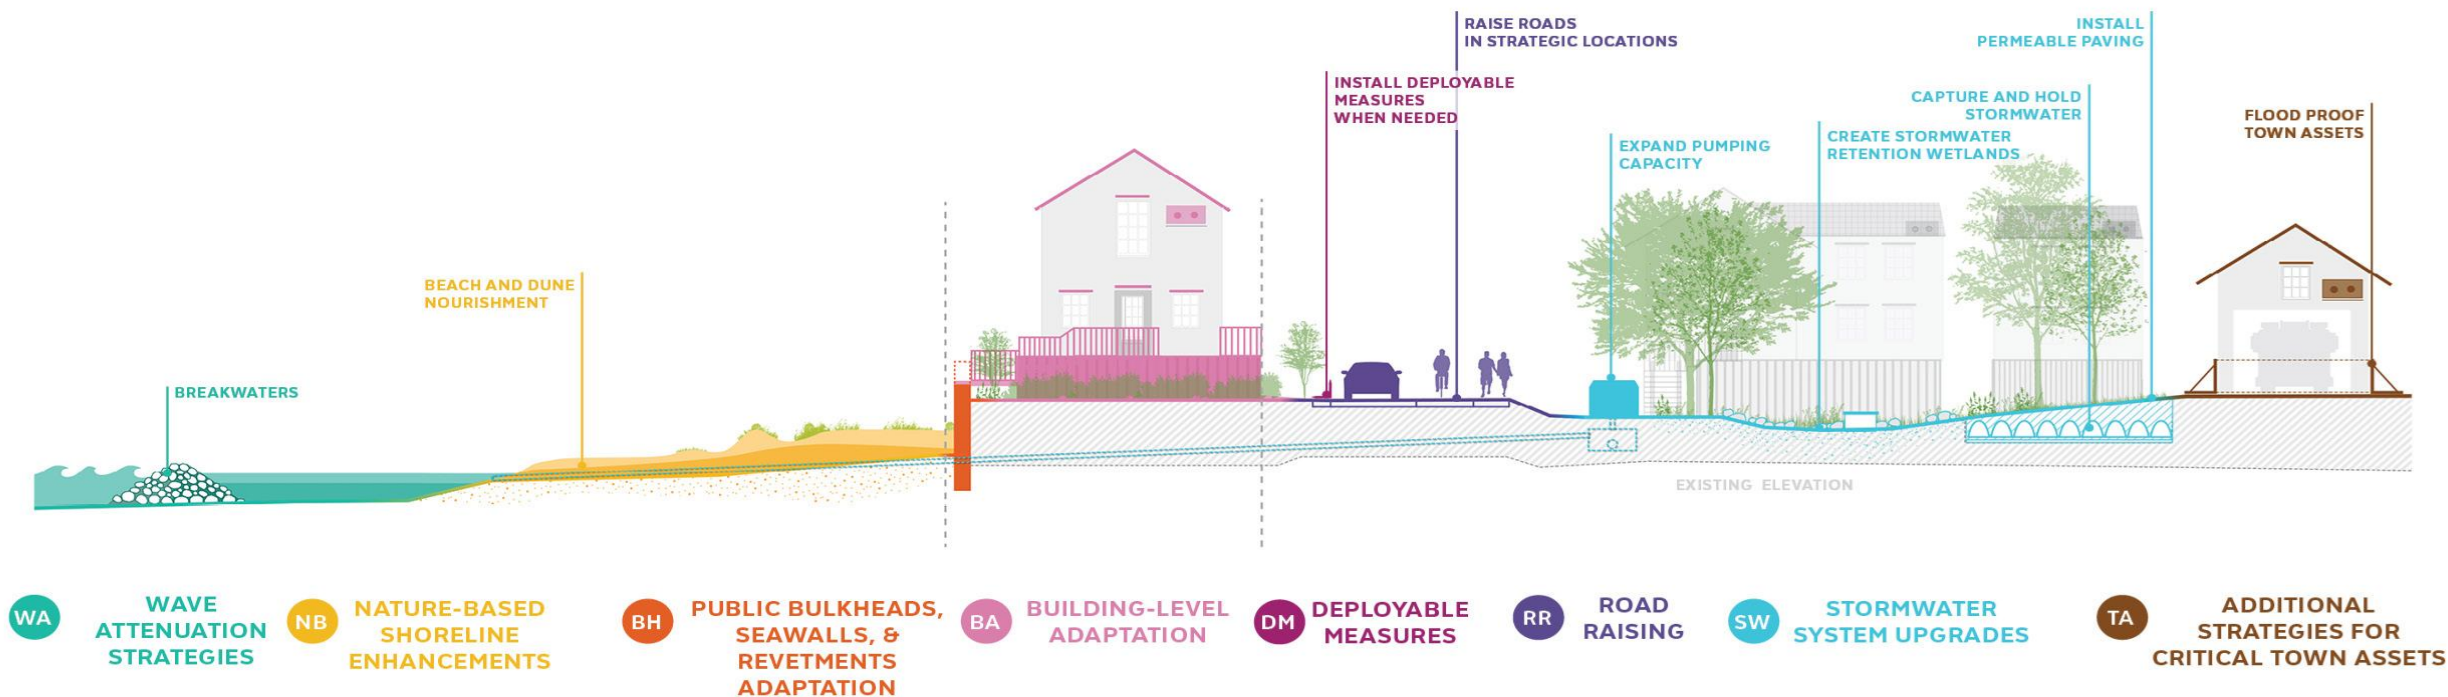 RAISE ROADS
IN STRATEGIC LOCATIONS
INSTALL
PERMEABLE PAVING
INSTALL DEPLOYABLE
MEASURES
WHEN NEEDED
CAPTURE AND HOLD
STORMWATER
FLOOD PROOF
TOWN ASSETS
EXPAND PUMPING
CAPACITY
CREATE STORMWATER
RETENTION WETLANDS
BEACH AND DUNE
NOURISHMENT
BREAKWATERS
EXISTING ELEVATION
WA
WAVE
ATTENUATION
STRATEGIES
NB
NATURE-BASED
SHORELINE
ENHANCEMENTS
BH
PUBLIC BULKHEADS,
SEAWALLS, &
REVETMENTS
ADAPTATION
BA
BUILDING-LEVEL
ADAPTATION
DM
DEPLOYABLE
MEASURES
RR
ROAD
RAISING
SW
STORMWATER
SYSTEM UPGRADES
TA
ADDITIONAL
STRATEGIES FOR
CRITICAL TOWN ASSETS